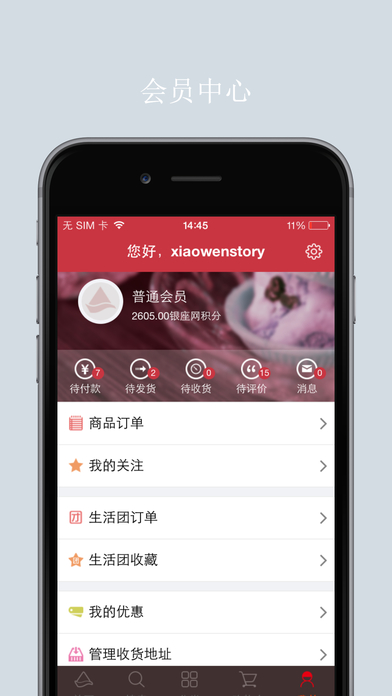 会员中心
无 SIM 卡 14:45 11%
您好，xiaowenstory
普通会员
2605.00银座网积分
7 2 0 15 0
待付款 待发货 待收货 待评价 消息
商品订单
我的关注
团 生活团订单
生活团收藏
我的优惠
管理收货地址